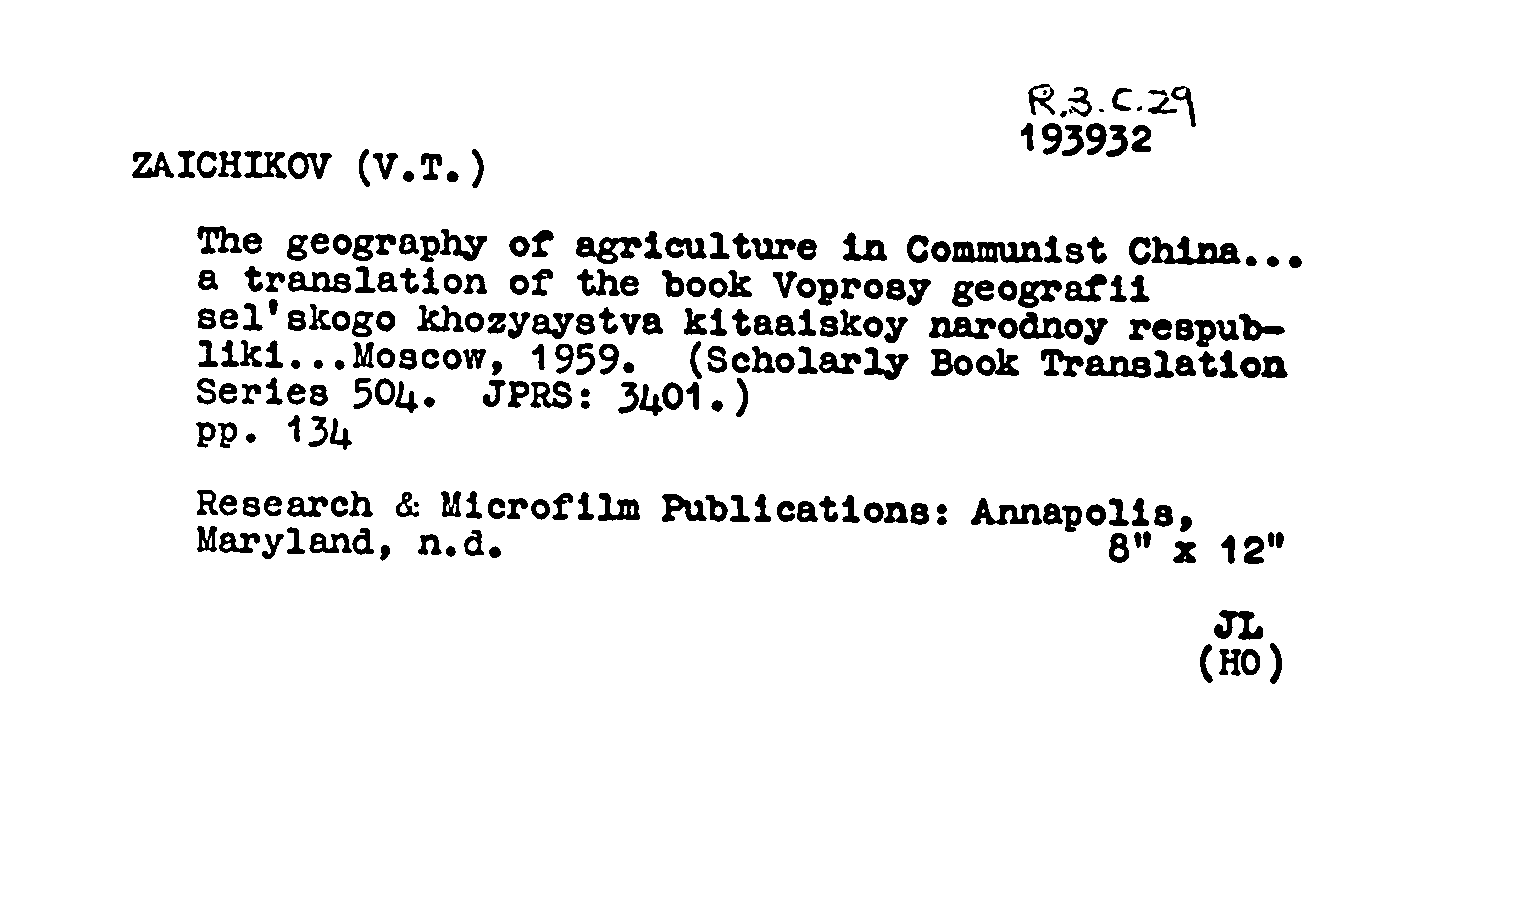 R.3.C.29
193932
ZAICHIKOV (V.T.)
The geography of agriculture in Communist China...
a translation of the book Voprosy geografii
sel'skogo khozyaystva kitaaiskoy narodnoy respub-
liki...Moscow, 1959. (Scholarly Book Translation
Series 504. JPRS: 3401.)
pp. 134
Research & Microfilm Publications: Annapolis,
Maryland, n.d.
8" x 12"
JL
(HO)